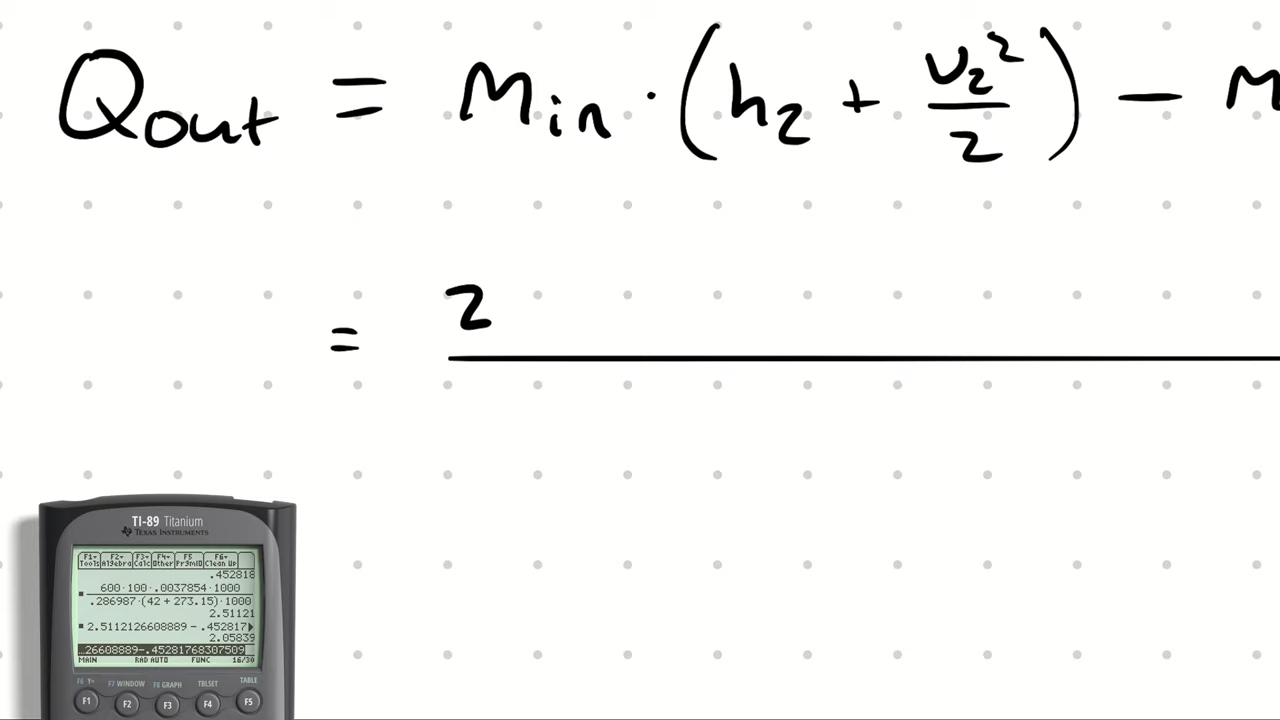 Qout = Min · (h2 + v2²/2) − M
= 2
TI-89 Titanium
TEXAS INSTRUMENTS
F1 F2 F3 F4 F5 F6
Tools Algebra Calc Other PrgmIO Clean Up
.452818
600·100·.0037854·1000
.286987·(42+273.15)·1000
2.51121
2.5112126608889-.452817
2.05839
…26608889-.45281768307509
MAIN RAD AUTO FUNC 16/30
F6 Y= F7 WINDOW F8 GRAPH TBLSET TABLE
F1 F2 F3 F4 F5